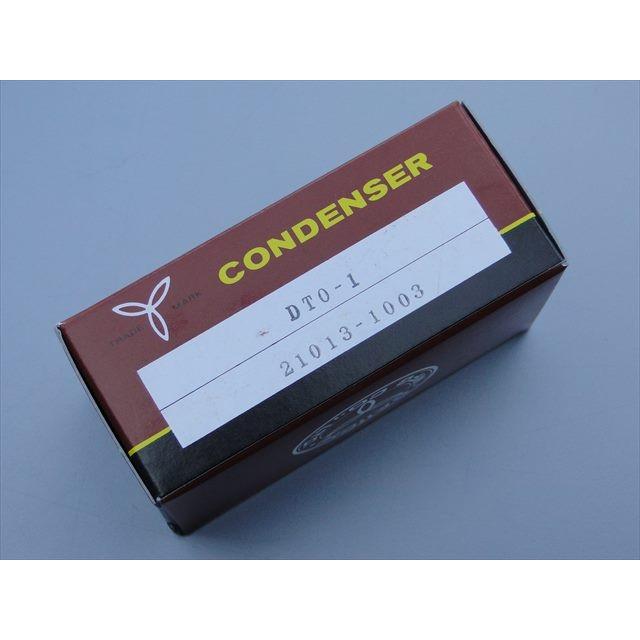 CONDENSER
TRADE MARK
DTO-1
21013-1003